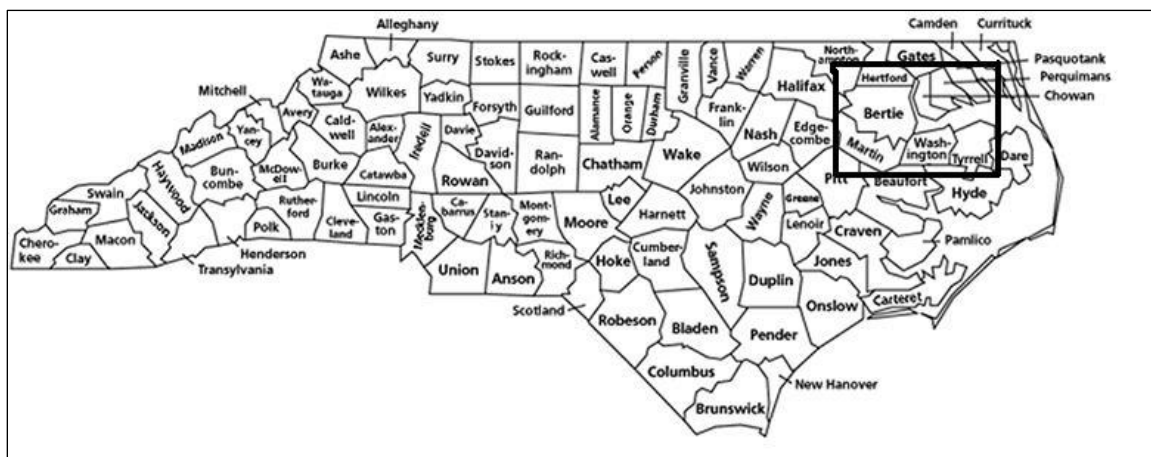 Alleghany
Camden
Currituck
Ashe
Surry
Stokes
Rock-
ingham
Cas-
well
Person
Granville
Vance
Warren
North-
ampton
Gates
Pasquotank
Perquimans
Chowan
Mitchell
Wa-
tauga
Wilkes
Yadkin
Forsyth
Guilford
Alamance
Orange
Durham
Frank-
lin
Halifax
Hertford
Bertie
Avery
Cald-
well
Alex-
ander
Iredell
Davie
David-
son
Ran-
dolph
Chatham
Wake
Nash
Edge-
combe
Martin
Wash-
ington
Tyrrell
Dare
Madison
Yan-
cey
McDow-
ell
Burke
Catawba
Rowan
Wilson
Pitt
Beaufort
Hyde
Swain
Haywood
Bun-
combe
Ruther-
ford
Lincoln
Ca-
barrus
Stan-
ly
Mont-
gom-
ery
Moore
Lee
Harnett
Johnston
Wayne
Greene
Lenoir
Craven
Pamlico
Graham
Jackson
Polk
Cleve-
land
Gas-
ton
Mecklen-
burg
Chero-
kee
Clay
Macon
Transylvania
Henderson
Union
Anson
Rich-
mond
Hoke
Cumber-
land
Sampson
Duplin
Jones
Onslow
Carteret
Scotland
Robeson
Bladen
Pender
Columbus
New Hanover
Brunswick